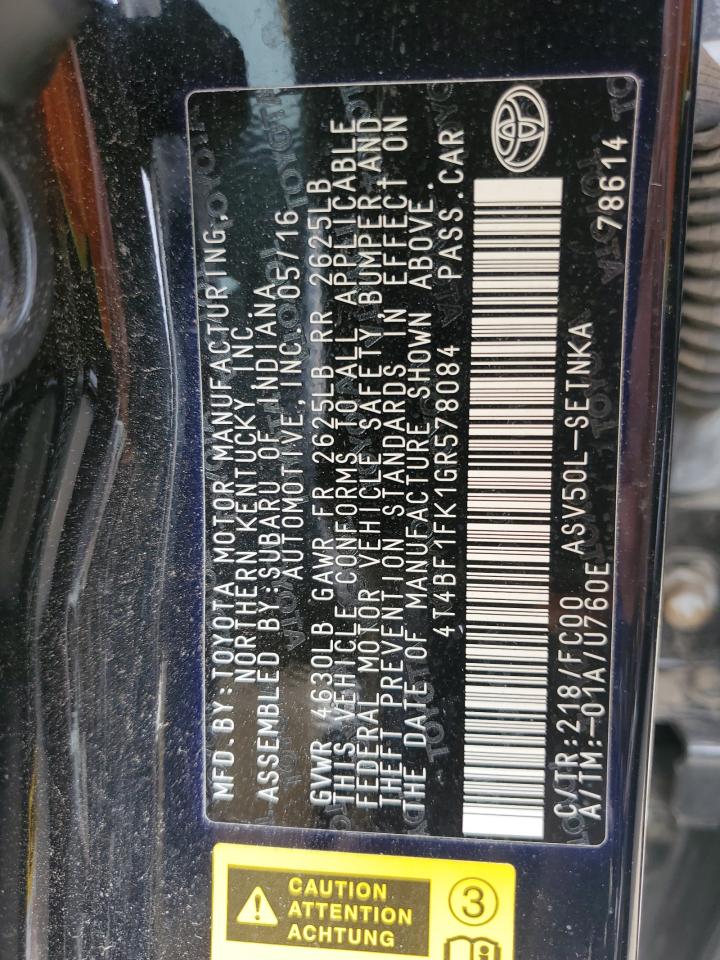 MFD.BY:TOYOTA MOTOR MANUFACTURING,
NORTHERN KENTUCKY INC.
ASSEMBLED BY:SUBARU OF INDIANA
AUTOMOTIVE,INC.05/16
GVWR 4630LB GAWR FR 2625LB RR 2625LB
THIS VEHICLE CONFORMS TO ALL APPLICABLE
FEDERAL MOTOR VEHICLE SAFETY,BUMPER,AND
THEFT PREVENTION STANDARDS IN EFFECT ON
THE DATE OF MANUFACTURE SHOWN ABOVE.
4T4BF1FK1GR578084 PASS.CAR
C/TR:218/FC00 ASV50L-SETNKA
A/TM:-01A/U760E 78614
CAUTION
ATTENTION
ACHTUNG
3